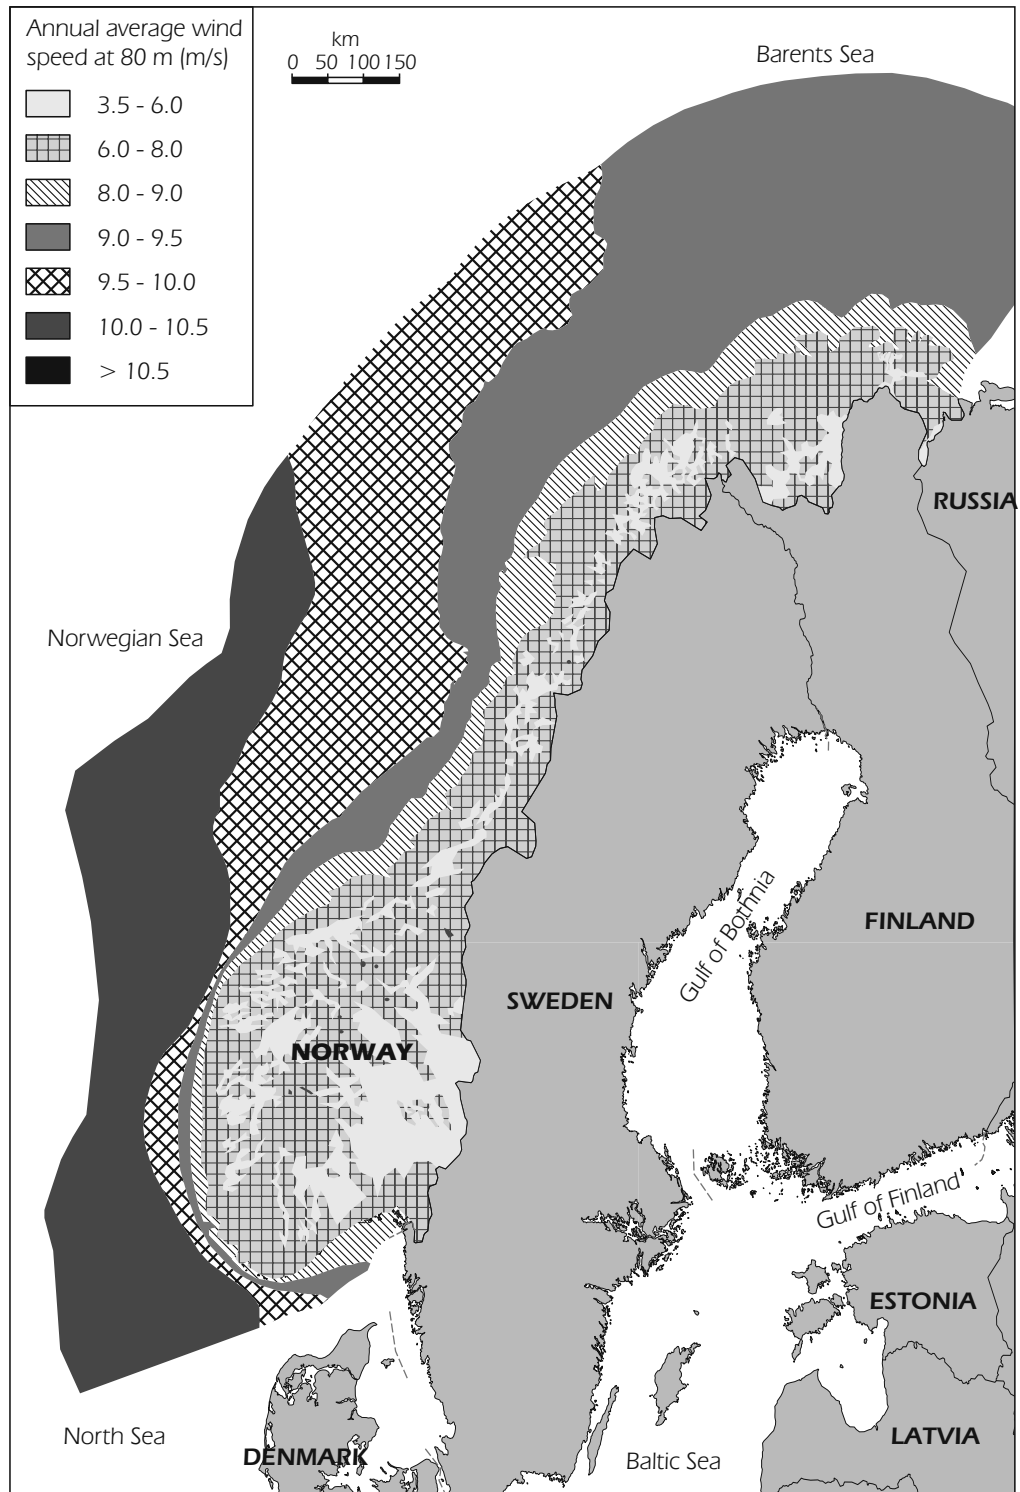 Annual average wind
speed at 80 m (m/s)
3.5 - 6.0
6.0 - 8.0
8.0 - 9.0
9.0 - 9.5
9.5 - 10.0
10.0 - 10.5
> 10.5
km
0 50 100 150
Barents Sea
RUSSIA
Norwegian Sea
Gulf of Bothnia
FINLAND
SWEDEN
NORWAY
Gulf of Finland
ESTONIA
North Sea
DENMARK
Baltic Sea
LATVIA